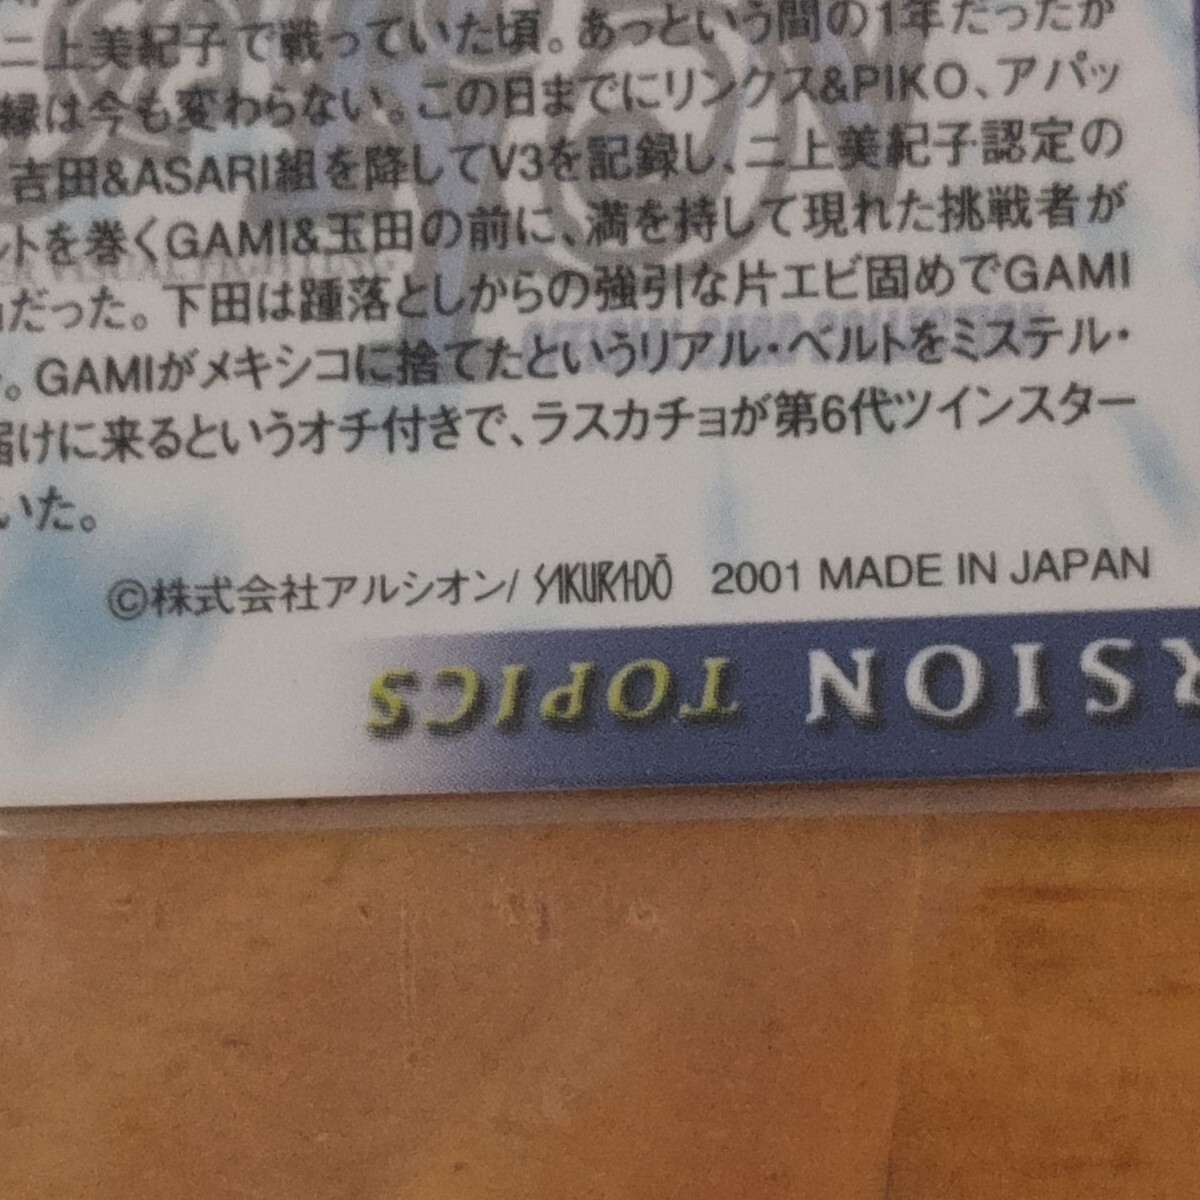 二上美紀子で戦っていた頃。あっという間の1年だったが
縁は今も変わらない。この日までにリンクス&PIKO、アパッ
吉田&ASARI組を降してV3を記録し、二上美紀子認定の
ルトを巻くGAMI&玉田の前に、満を持して現れた挑戦者が
だった。下田は踵落としからの強引な片エビ固めでGAMI
。GAMIがメキシコに捨てたというリアル・ベルトをミステル・
届けに来るというオチ付きで、ラスカチョが第6代ツインスター
いた。
©株式会社アルシオン/ SAKURADŌ 2001 MADE IN JAPAN
RSION TOPICS